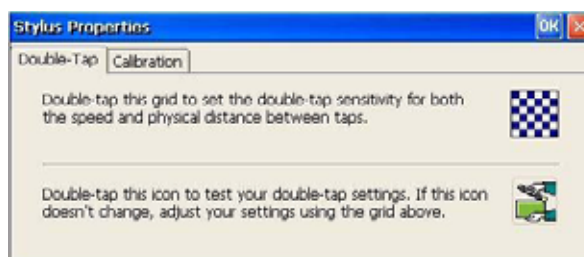 Stylus Properties OK
Double-Tap Calibration
Double-tap this grid to set the double-tap sensitivity for both
the speed and physical distance between taps.
Double-tap this icon to test your double-tap settings. If this icon
doesn't change, adjust your settings using the grid above.